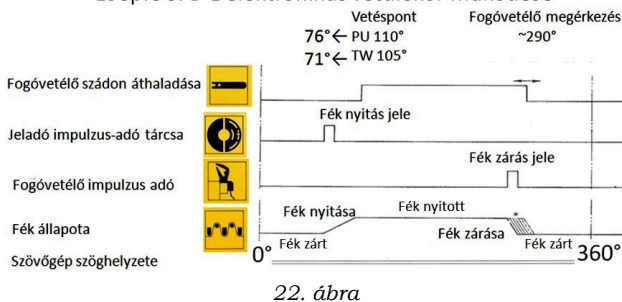 Vetéspont
Fogóvetélő megérkezés
76°← PU 110°
~290°
71°← TW 105°
Fogóvetélő szádon áthaladása
Fék nyitás jele
Jeladó impulzus-adó tárcsa
Fék zárás jele
Fogóvetélő impulzus adó
Fék nyitása
Fék nyitott
*
Fék állapota
Fék zárása
Fék zárt
Fék zárt
0°
360°
Szövőgép szöghelyzete
22. ábra